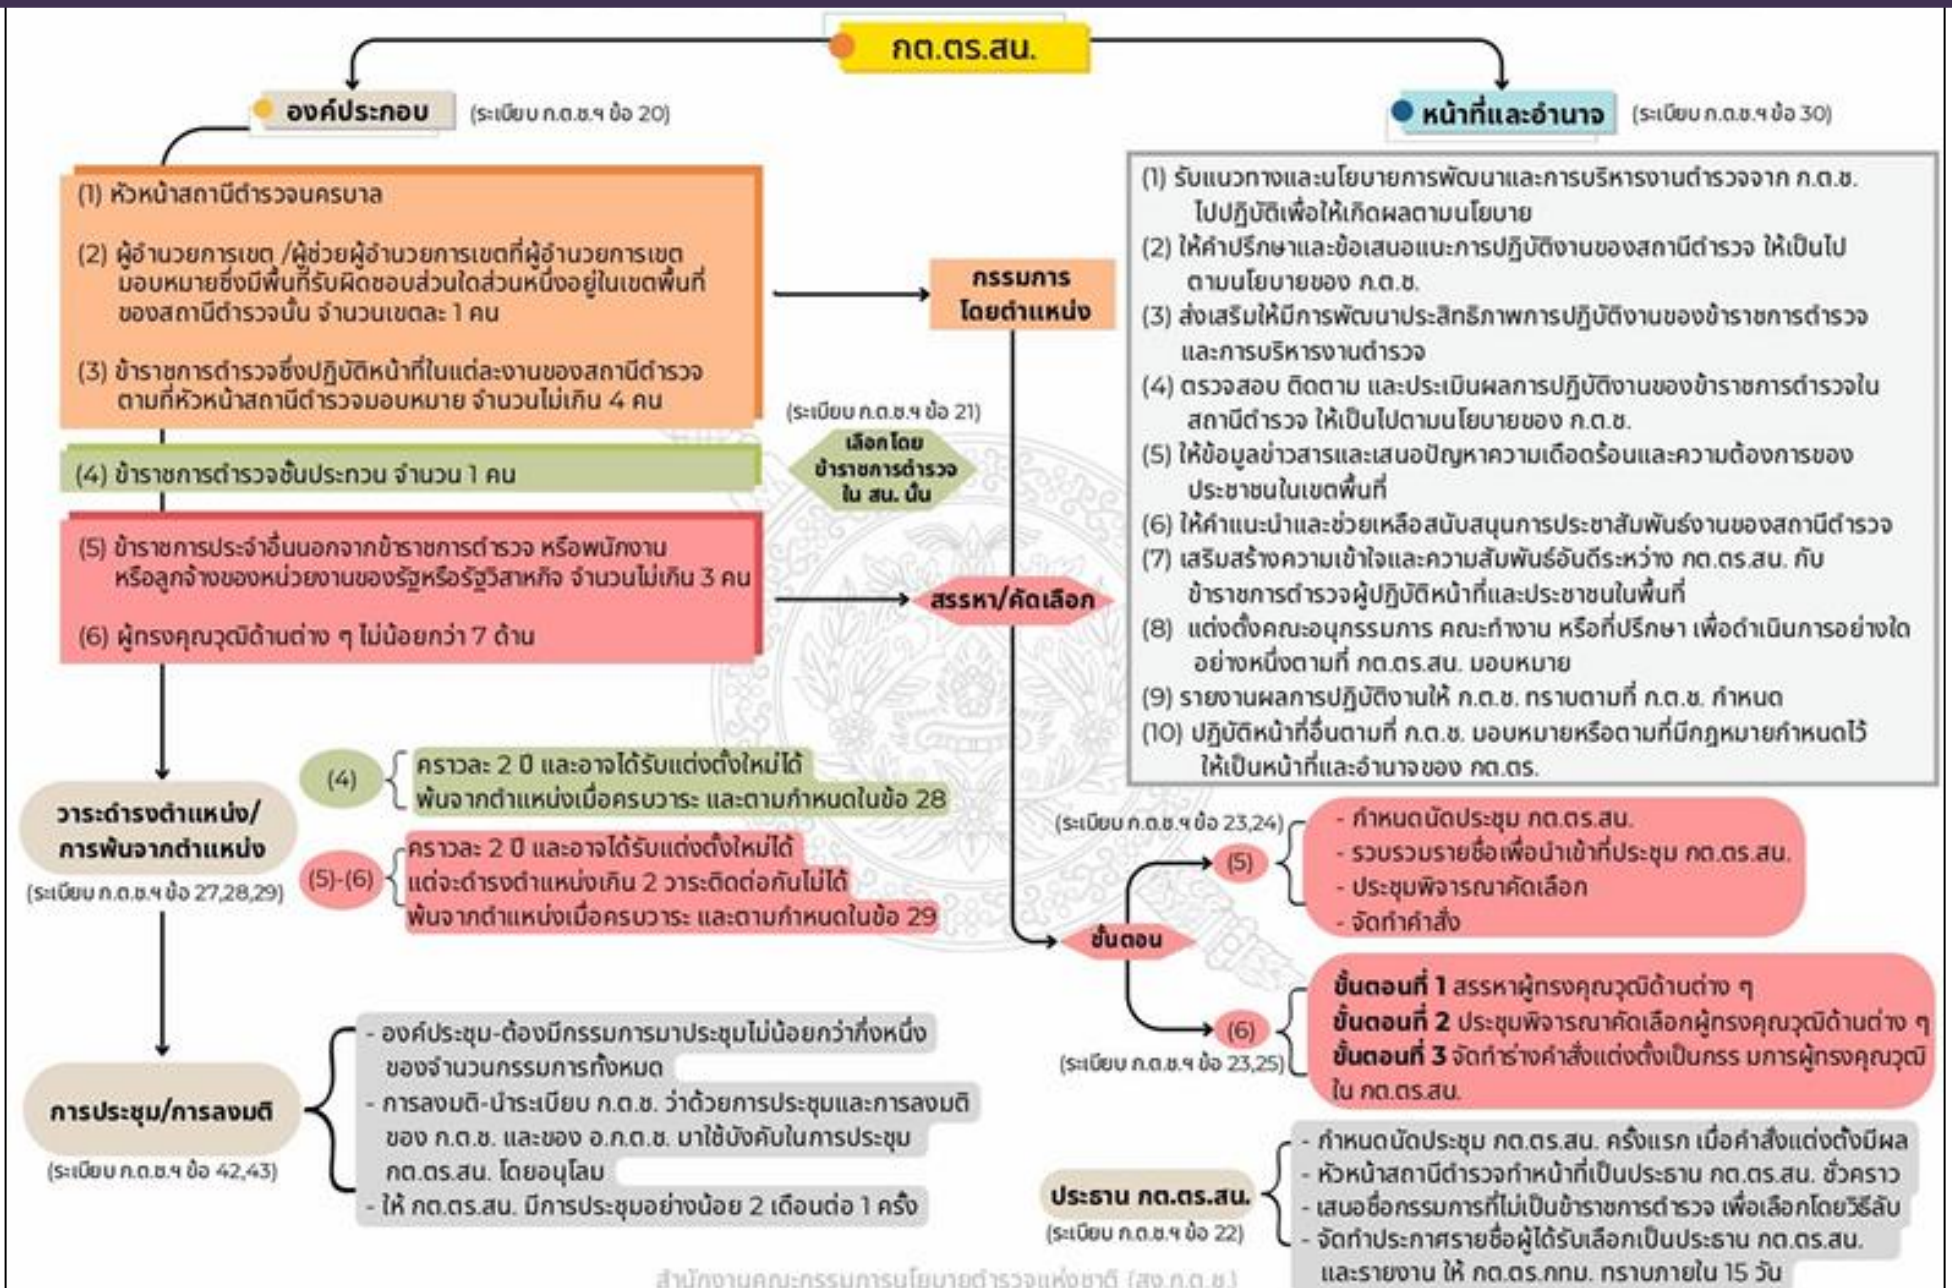 กต.ตร.สน.
องค์ประกอบ
(ระเบียบ ก.ต.ช.ฯ ข้อ 20)
(1) หัวหน้าสถานีตำรวจนครบาล
(2) ผู้อำนวยการเขต /ผู้ช่วยผู้อำนวยการเขตที่ผู้อำนวยการเขต
มอบหมายซึ่งมีพื้นที่รับผิดชอบส่วนใดส่วนหนึ่งอยู่ในเขตพื้นที่
ของสถานีตำรวจนั้น จำนวนเขตละ 1 คน
(3) ข้าราชการตำรวจซึ่งปฏิบัติหน้าที่ในแต่ละงานของสถานีตำรวจ
ตามที่หัวหน้าสถานีตำรวจมอบหมาย จำนวนไม่เกิน 4 คน
(4) ข้าราชการตำรวจชั้นประทวน จำนวน 1 คน
(5) ข้าราชการประจำอื่นนอกจากข้าราชการตำรวจ หรือพนักงาน
หรือลูกจ้างของหน่วยงานของรัฐหรือรัฐวิสาหกิจ จำนวนไม่เกิน 3 คน
(6) ผู้ทรงคุณวุฒิด้านต่าง ๆ ไม่น้อยกว่า 7 ด้าน
กรรมการ
โดยตำแหน่ง
(ระเบียบ ก.ต.ช.ฯ ข้อ 21)
เลือกโดย
ข้าราชการตำรวจ
ใน สน. นั้น
สรรหา/คัดเลือก
หน้าที่และอำนาจ
(ระเบียบ ก.ต.ช.ฯ ข้อ 30)
(1) รับแนวทางและนโยบายการพัฒนาและการบริหารงานตำรวจจาก ก.ต.ช.
ไปปฏิบัติเพื่อให้เกิดผลตามนโยบาย
(2) ให้คำปรึกษาและข้อเสนอแนะการปฏิบัติงานของสถานีตำรวจ ให้เป็นไป
ตามนโยบายของ ก.ต.ช.
(3) ส่งเสริมให้มีการพัฒนาประสิทธิภาพการปฏิบัติงานของข้าราชการตำรวจ
และการบริหารงานตำรวจ
(4) ตรวจสอบ ติดตาม และประเมินผลการปฏิบัติงานของข้าราชการตำรวจใน
สถานีตำรวจ ให้เป็นไปตามนโยบายของ ก.ต.ช.
(5) ให้ข้อมูลข่าวสารและเสนอปัญหาความเดือดร้อนและความต้องการของ
ประชาชนในเขตพื้นที่
(6) ให้คำแนะนำและช่วยเหลือสนับสนุนการประชาสัมพันธ์งานของสถานีตำรวจ
(7) เสริมสร้างความเข้าใจและความสัมพันธ์อันดีระหว่าง กต.ตร.สน. กับ
ข้าราชการตำรวจผู้ปฏิบัติหน้าที่และประชาชนในพื้นที่
(8) แต่งตั้งคณะอนุกรรมการ คณะทำงาน หรือที่ปรึกษา เพื่อดำเนินการอย่างใด
อย่างหนึ่งตามที่ กต.ตร.สน. มอบหมาย
(9) รายงานผลการปฏิบัติงานให้ ก.ต.ช. ทราบตามที่ ก.ต.ช. กำหนด
(10) ปฏิบัติหน้าที่อื่นตามที่ ก.ต.ช. มอบหมายหรือตามที่มีกฎหมายกำหนดไว้
ให้เป็นหน้าที่และอำนาจของ กต.ตร.
วาระดำรงตำแหน่ง/
การพ้นจากตำแหน่ง
(ระเบียบ ก.ต.ช.ฯ ข้อ 27,28,29)
(4)
คราวละ 2 ปี และอาจได้รับแต่งตั้งใหม่ได้
พ้นจากตำแหน่งเมื่อครบวาระ และตามกำหนดในข้อ 28
(5)-(6)
คราวละ 2 ปี และอาจได้รับแต่งตั้งใหม่ได้
แต่จะดำรงตำแหน่งเกิน 2 วาระติดต่อกันไม่ได้
พ้นจากตำแหน่งเมื่อครบวาระ และตามกำหนดในข้อ 29
ขั้นตอน
(ระเบียบ ก.ต.ช.ฯ ข้อ 23,24)
(5)
- กำหนดนัดประชุม กต.ตร.สน.
- รวบรวมรายชื่อเพื่อนำเข้าที่ประชุม กต.ตร.สน.
- ประชุมพิจารณาคัดเลือก
- จัดทำคำสั่ง
(6)
(ระเบียบ ก.ต.ช.ฯ ข้อ 23,25)
ขั้นตอนที่ 1 สรรหาผู้ทรงคุณวุฒิด้านต่าง ๆ
ขั้นตอนที่ 2 ประชุมพิจารณาคัดเลือกผู้ทรงคุณวุฒิด้านต่าง ๆ
ขั้นตอนที่ 3 จัดทำร่างคำสั่งแต่งตั้งเป็นกรร มการผู้ทรงคุณวุฒิ
ใน กต.ตร.สน.
การประชุม/การลงมติ
(ระเบียบ ก.ต.ช.ฯ ข้อ 42,43)
- องค์ประชุม-ต้องมีกรรมการมาประชุมไม่น้อยกว่ากึ่งหนึ่ง
ของจำนวนกรรมการทั้งหมด
- การลงมติ-นำระเบียบ ก.ต.ช. ว่าด้วยการประชุมและการลงมติ
ของ ก.ต.ช. และของ อ.ก.ต.ช. มาใช้บังคับในการประชุม
กต.ตร.สน. โดยอนุโลม
- ให้ กต.ตร.สน. มีการประชุมอย่างน้อย 2 เดือนต่อ 1 ครั้ง
ประธาน กต.ตร.สน.
(ระเบียบ ก.ต.ช.ฯ ข้อ 22)
- กำหนดนัดประชุม กต.ตร.สน. ครั้งแรก เมื่อคำสั่งแต่งตั้งมีผล
- หัวหน้าสถานีตำรวจทำหน้าที่เป็นประธาน กต.ตร.สน. ชั่วคราว
- เสนอชื่อกรรมการที่ไม่เป็นข้าราชการตำรวจ เพื่อเลือกโดยวิธีลับ
- จัดทำประกาศรายชื่อผู้ได้รับเลือกเป็นประธาน กต.ตร.สน.
และรายงาน ให้ กต.ตร.กทม. ทราบภายใน 15 วัน
สำนักงานคณะกรรมการนโยบายตำรวจแห่งชาติ (สง.ก.ต.ช.)